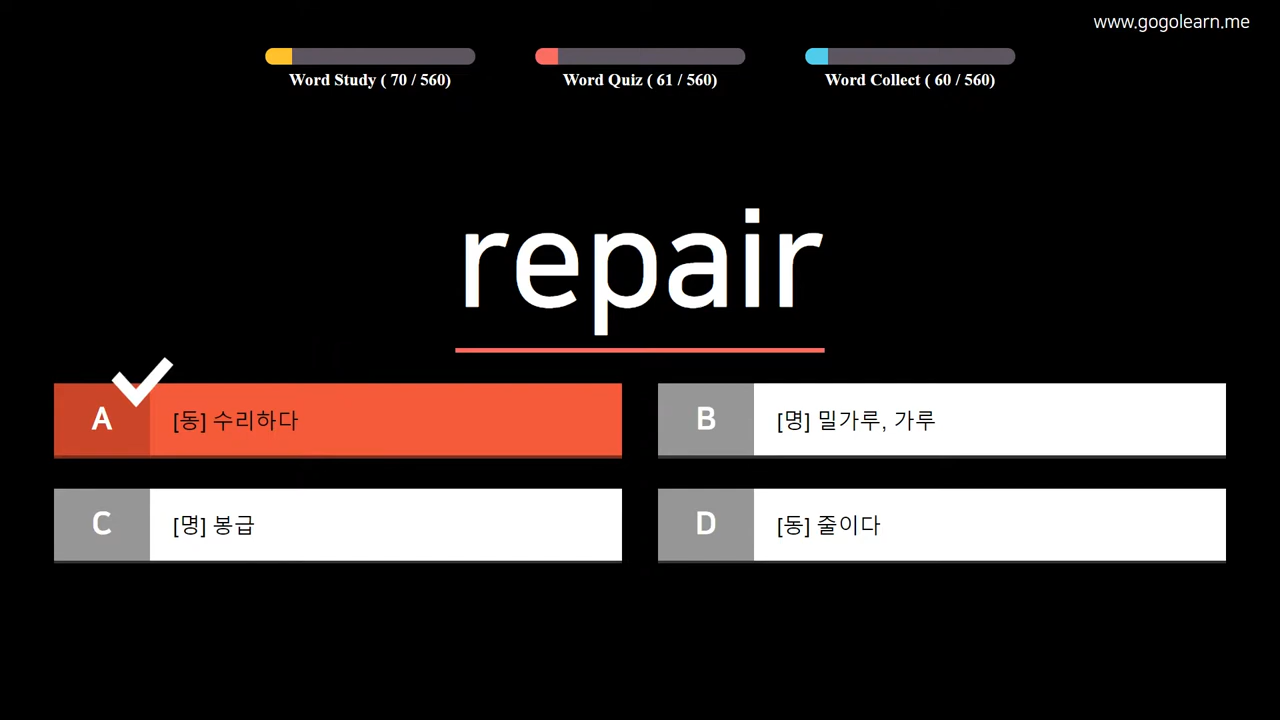 www.gogolearn.me
Word Study ( 70 / 560)
Word Quiz ( 61 / 560)
Word Collect ( 60 / 560)
repair
A [동] 수리하다
B [명] 밀가루, 가루
C [명] 봉급
D [동] 줄이다